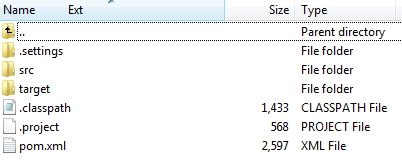 Name Ext Size Type
.. Parent directory
.settings File folder
src File folder
target File folder
.classpath 1,433 CLASSPATH File
.project 568 PROJECT File
pom.xml 2,597 XML File